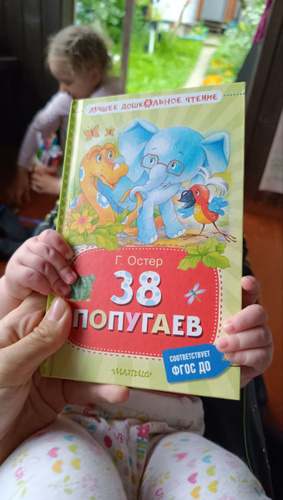 ЛУЧШЕЕ ДОШКОЛЬНОЕ ЧТЕНИЕ
Г. Остер
38
ПОПУГАЕВ
СООТВЕТСТВУЕТ
ФГОС ДО
МАЛЫШ